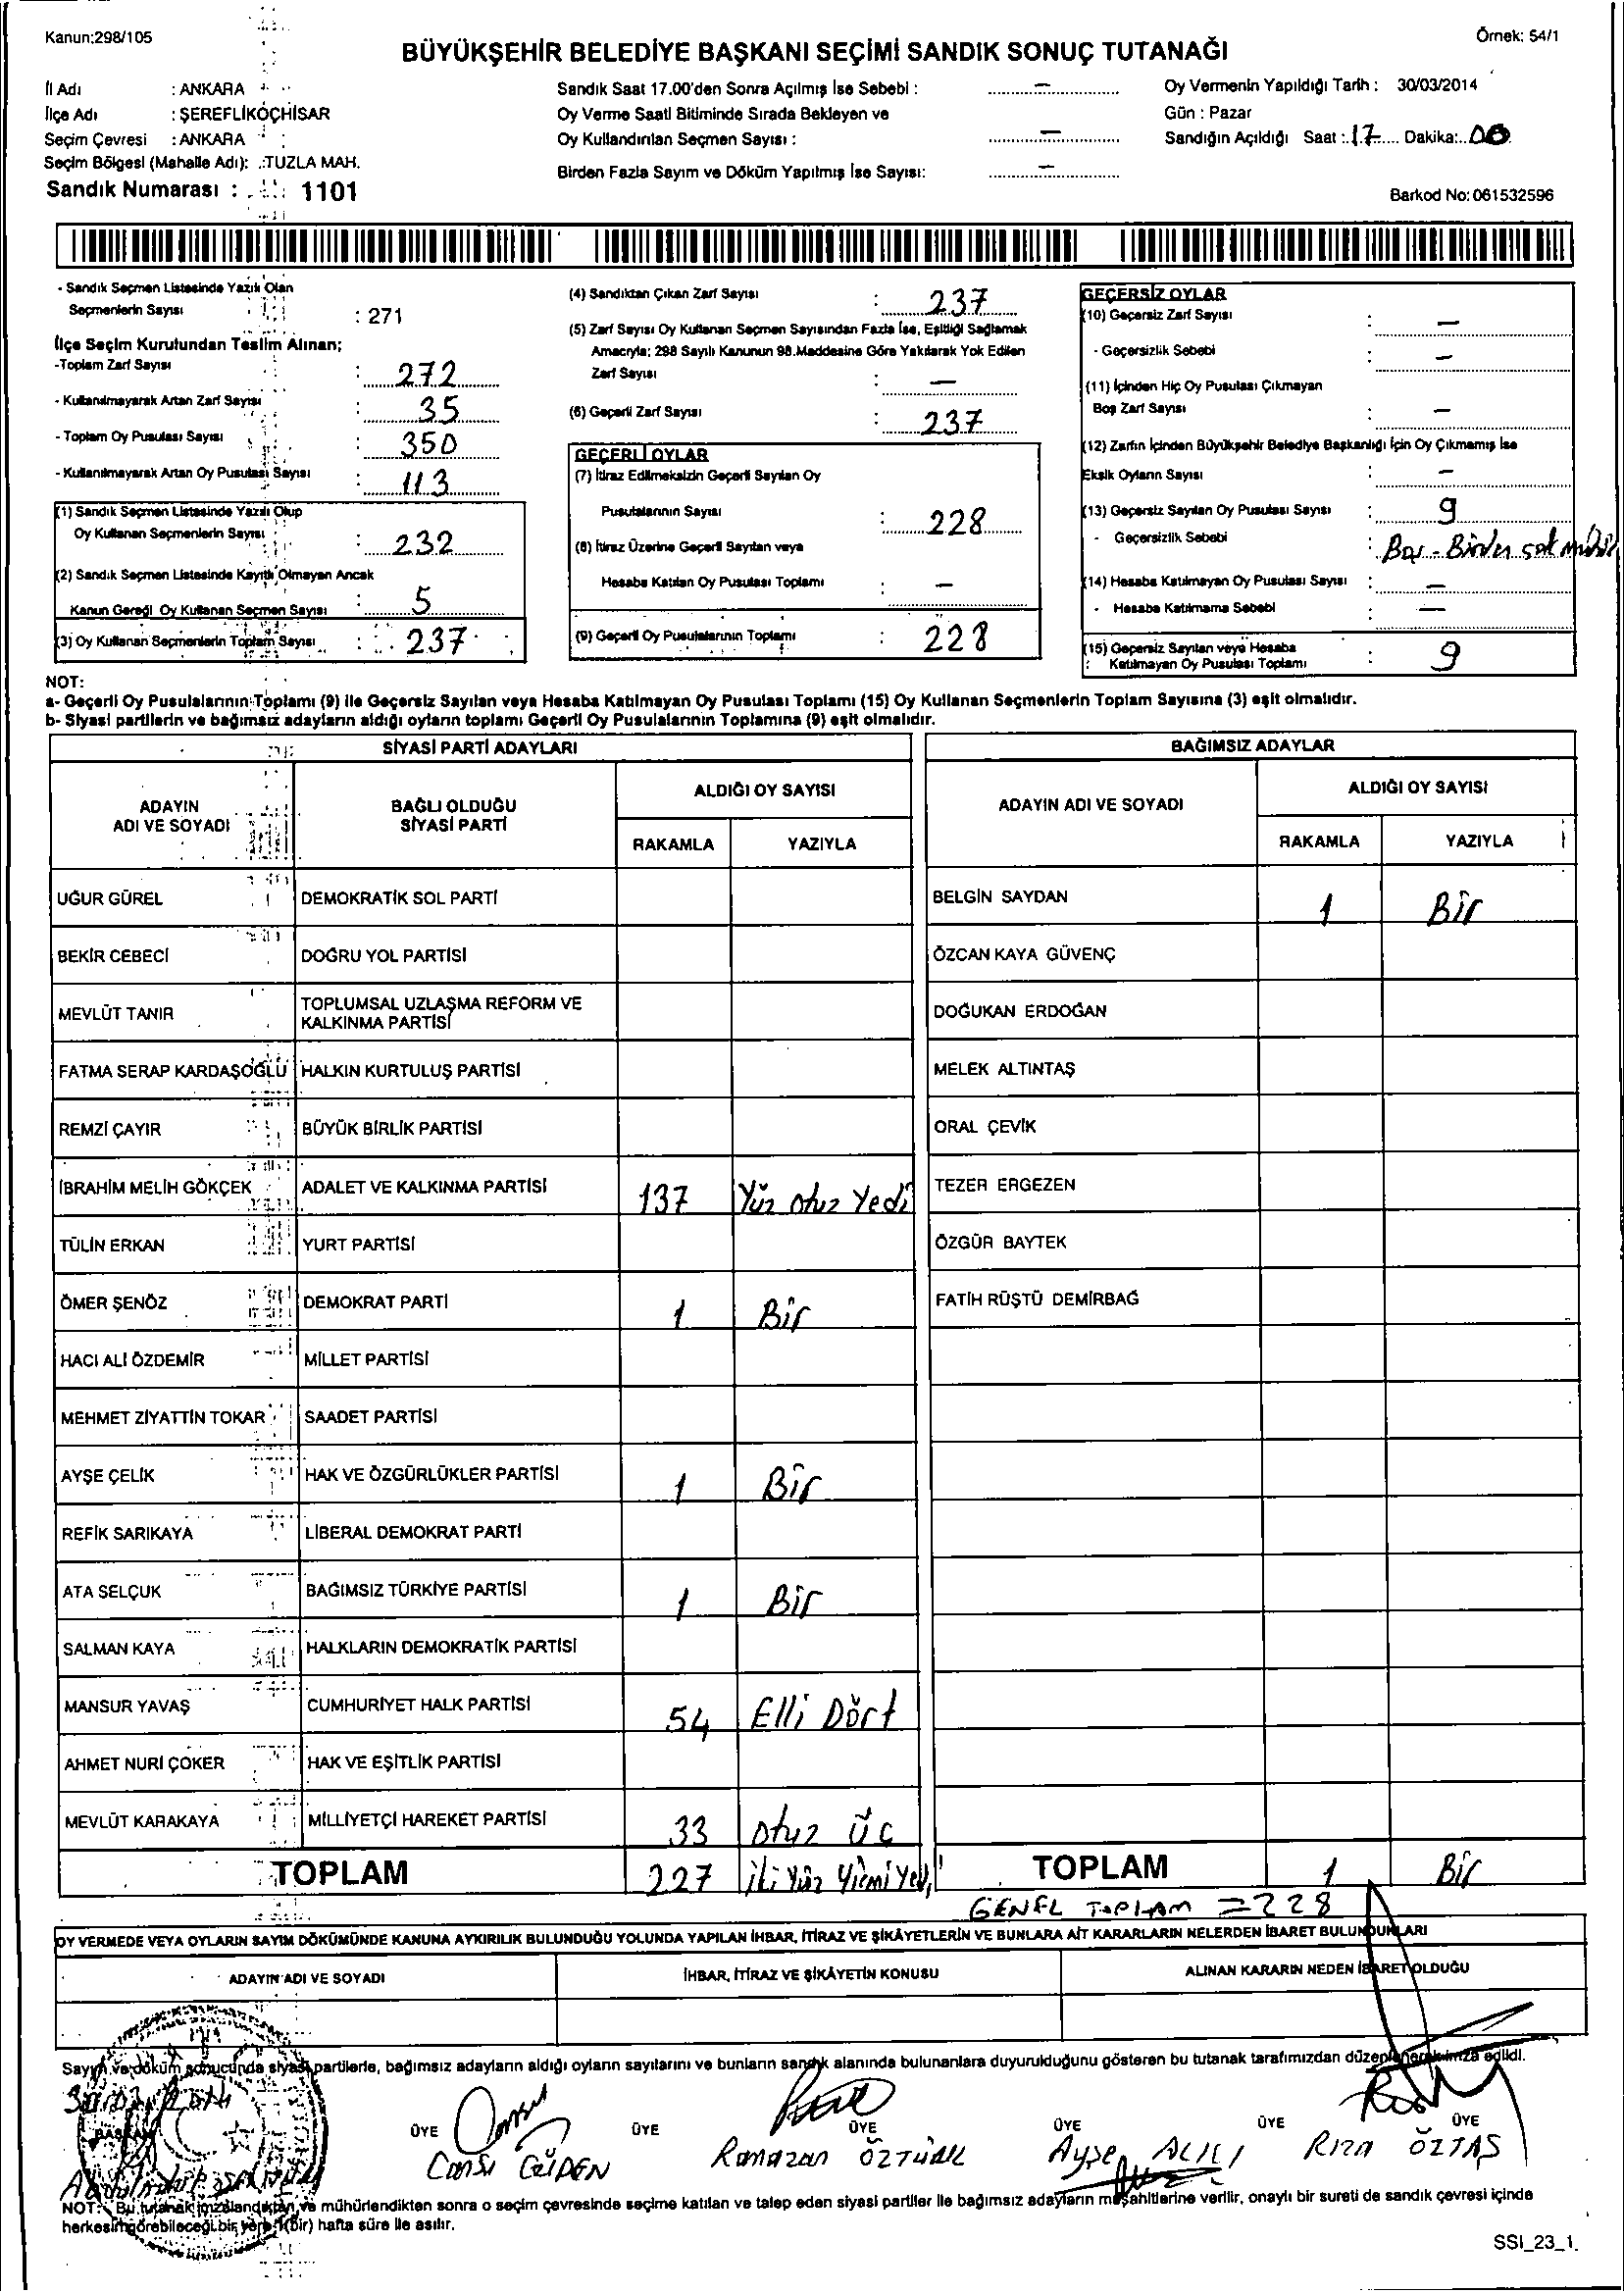 Kanun:298/105
Örnek: 54/1
BÜYÜKŞEHİR BELEDİYE BAŞKANI SEÇİMİ SANDIK SONUÇ TUTANAĞI
İl Adı : ANKARA
İlçe Adı : ŞEREFLİKOÇHİSAR
Seçim Çevresi : ANKARA
Seçim Bölgesi (Mahalle Adı): .:TUZLA MAH.
Sandık Numarası : 1101
Sandık Saat 17.00'den Sonra Açılmış İse Sebebi : –
Oy Verme Saati Bitiminde Sırada Bekleyen ve
Oy Kullandırılan Seçmen Sayısı : –
Birden Fazla Sayım ve Döküm Yapılmış İse Sayısı: –
Oy Vermenin Yapıldığı Tarih : 30/03/2014
Gün : Pazar
Sandığın Açıldığı Saat :.17..... Dakika:..00
Barkod No: 061532596
- Sandık Seçmen Listesinde Yazılı Olan
Seçmenlerin Sayısı : 271
İlçe Seçim Kurulundan Teslim Alınan;
-Toplam Zarf Sayısı : 272
- Kullanılmayarak Artan Zarf Sayısı : 35
- Toplam Oy Pusulası Sayısı : 350
- Kullanılmayarak Artan Oy Pusulası Sayısı : 113
(1) Sandık Seçmen Listesinde Yazılı Olup
Oy Kullanan Seçmenlerin Sayısı : 232
(2) Sandık Seçmen Listesinde Kayıtlı Olmayan Ancak
Kanun Gereği Oy Kullanan Seçmen Sayısı : 5
(3) Oy Kullanan Seçmenlerin Toplam Sayısı : 237
(4) Sandıktan Çıkan Zarf Sayısı : 237
(5) Zarf Sayısı Oy Kullanan Seçmen Sayısından Fazla İse, Eşitliği Sağlamak
Amacıyla; 298 Sayılı Kanunun 98.Maddesine Göre Yakılarak Yok Edilen
Zarf Sayısı : –
(6) Geçerli Zarf Sayısı : 237
GEÇERLİ OYLAR
(7) İtiraz Edilmeksizin Geçerli Sayılan Oy
Pusulalarının Sayısı : 228
(8) İtiraz Üzerine Geçerli Sayılan veya
Hesaba Katılan Oy Pusulası Toplamı : –
(9) Geçerli Oy Pusulalarının Toplamı : 228
GEÇERSİZ OYLAR
(10) Geçersiz Zarf Sayısı : –
- Geçersizlik Sebebi : –
(11) İçinden Hiç Oy Pusulası Çıkmayan
Boş Zarf Sayısı : –
(12) Zarfın İçinden Büyükşehir Belediye Başkanlığı İçin Oy Çıkmamış İse
Eksik Oyların Sayısı : –
(13) Geçersiz Sayılan Oy Pusulası Sayısı : 9
- Geçersizlik Sebebi : Boş - Birden çok mühür
(14) Hesaba Katılmayan Oy Pusulası Sayısı : –
- Hesaba Katılmama Sebebi : –
(15) Geçersiz Sayılan veya Hesaba
Katılmayan Oy Pusulası Toplamı : 9
NOT:
a- Geçerli Oy Pusulalarının Toplamı (9) ile Geçersiz Sayılan veya Hesaba Katılmayan Oy Pusulası Toplamı (15) Oy Kullanan Seçmenlerin Toplam Sayısına (3) eşit olmalıdır.
b- Siyasi partilerin ve bağımsız adayların aldığı oyların toplamı Geçerli Oy Pusulalarının Toplamına (9) eşit olmalıdır.
SİYASİ PARTİ ADAYLARI
ADAYIN ADI VE SOYADI BAĞLI OLDUĞU SİYASİ PARTİ ALDIĞI OY SAYISI
RAKAMLA YAZIYLA
UĞUR GÜREL DEMOKRATİK SOL PARTİ
BEKİR CEBECİ DOĞRU YOL PARTİSİ
MEVLÜT TANIR TOPLUMSAL UZLAŞMA REFORM VE
KALKINMA PARTİSİ
FATMA SERAP KARDAŞOĞLU HALKIN KURTULUŞ PARTİSİ
REMZİ ÇAYIR BÜYÜK BİRLİK PARTİSİ
İBRAHİM MELİH GÖKÇEK ADALET VE KALKINMA PARTİSİ 137 Yüz otuz Yedi
TÜLİN ERKAN YURT PARTİSİ
ÖMER ŞENÖZ DEMOKRAT PARTİ 1 Bir
HACI ALİ ÖZDEMİR MİLLET PARTİSİ
MEHMET ZİYATTİN TOKAR SAADET PARTİSİ
AYŞE ÇELİK HAK VE ÖZGÜRLÜKLER PARTİSİ 1 Bir
REFİK SARIKAYA LİBERAL DEMOKRAT PARTİ
ATA SELÇUK BAĞIMSIZ TÜRKİYE PARTİSİ 1 Bir
SALMAN KAYA HALKLARIN DEMOKRATİK PARTİSİ
MANSUR YAVAŞ CUMHURİYET HALK PARTİSİ 54 Elli Dört
AHMET NURİ ÇOKER HAK VE EŞİTLİK PARTİSİ
MEVLÜT KARAKAYA MİLLİYETÇİ HAREKET PARTİSİ 33 otuz üç
TOPLAM 227 iki Yüz Yirmi Yedi
BAĞIMSIZ ADAYLAR
ADAYIN ADI VE SOYADI ALDIĞI OY SAYISI
RAKAMLA YAZIYLA
BELGİN SAYDAN 1 Bir
ÖZCAN KAYA GÜVENÇ
DOĞUKAN ERDOĞAN
MELEK ALTINTAŞ
ORAL ÇEVİK
TEZER ERGEZEN
ÖZGÜR BAYTEK
FATİH RÜŞTÜ DEMİRBAĞ
TOPLAM 1 Bir
GENEL TOPLAM = 228
OY VERMEDE VEYA OYLARIN SAYIM DÖKÜMÜNDE KANUNA AYKIRILIK BULUNDUĞU YOLUNDA YAPILAN İHBAR, İTİRAZ VE ŞİKÂYETLERİN VE BUNLARA AİT KARARLARIN NELERDEN İBARET BULUNDUKLARI
ADAYIN ADI VE SOYADI İHBAR, İTİRAZ VE ŞİKÂYETİN KONUSU ALINAN KARARIN NEDEN İBARET OLDUĞU
Sayım ve döküm sonucunda siyasi partilerle, bağımsız adayların aldığı oyların sayılarını ve bunların sandık alanında bulunanlara duyurulduğunu gösteren bu tutanak tarafımızdan düzenlenerek imza edildi.
30.03.2014
BAŞKAN ÜYE ÜYE ÜYE ÜYE ÜYE ÜYE
Cansu GÜDEN Ramazan ÖZTÜRK Ayşe ALICI Rıza ÖZTAŞ
NOT: Bu tutanak imzalandıktan ve mühürlendikten sonra o seçim çevresinde seçime katılan ve talep eden siyasi partiler ile bağımsız adayların müşahitlerine verilir, onaylı bir sureti de sandık çevresi içinde
herkesin görebileceği bir yere 1(bir) hafta süre ile asılır.
SSI_23_1